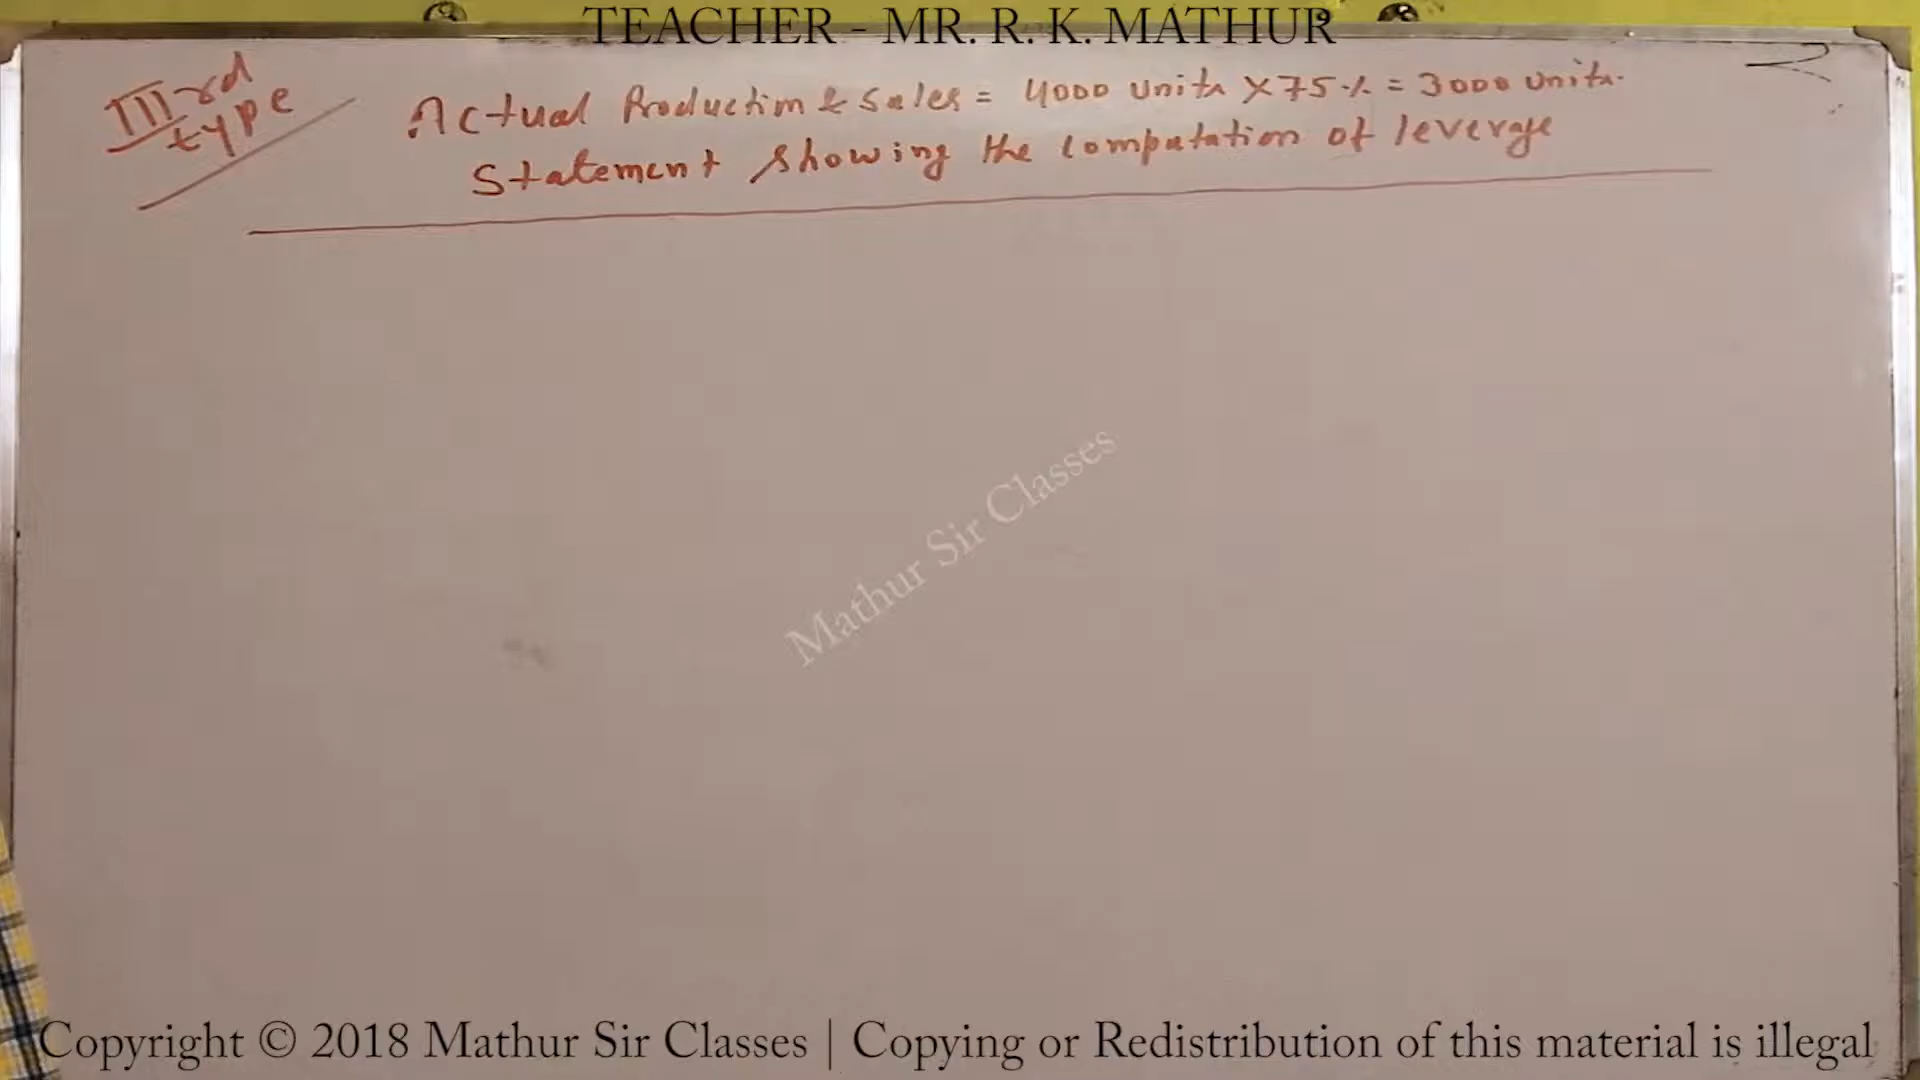 TEACHER - MR. R. K. MATHUR
IIIrd
type
Actual Production & Sales = 4000 units × 75% = 3000 units.
Statement showing the computation of leverage
Mathur Sir Classes
Copyright © 2018 Mathur Sir Classes | Copying or Redistribution of this material is illegal